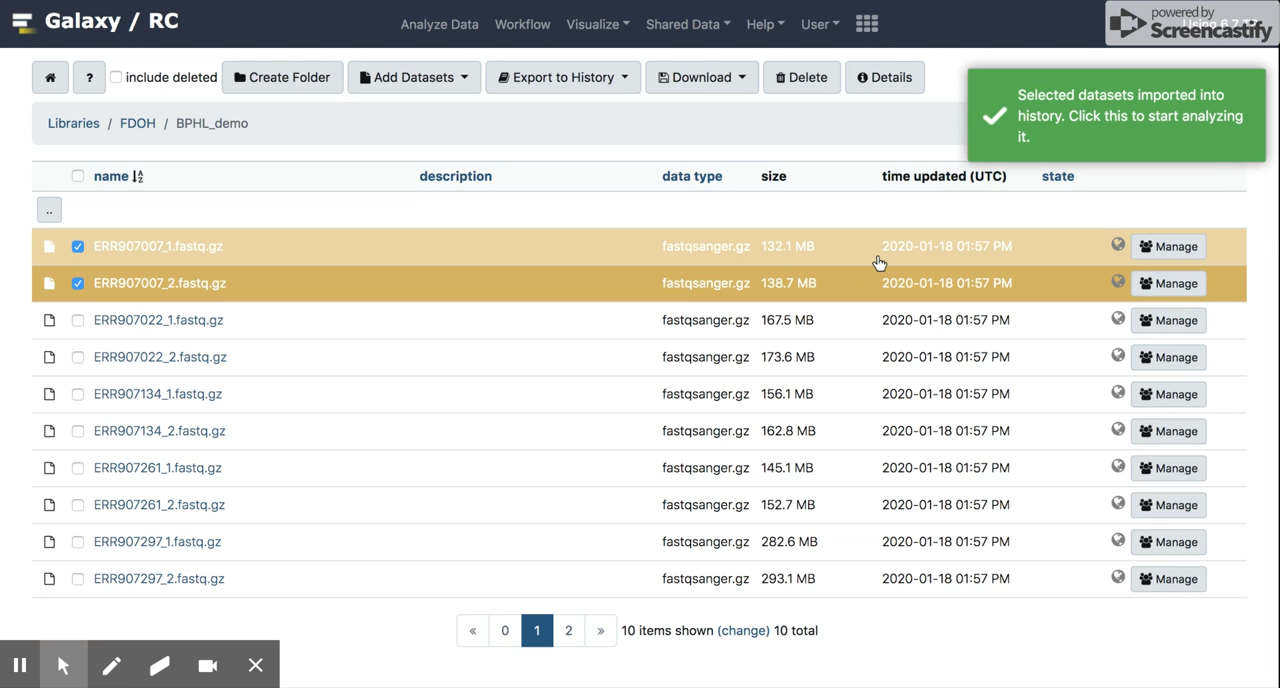 Galaxy / RC
Analyze Data Workflow Visualize Shared Data Help User
powered by
Screencastify
? include deleted Create Folder Add Datasets Export to History Download Delete Details
Selected datasets imported into
history. Click this to start analyzing
it.
Libraries / FDOH / BPHL_demo
name description data type size time updated (UTC) state
..
ERR907007_1.fastq.gz fastqsanger.gz 132.1 MB 2020-01-18 01:57 PM Manage
ERR907007_2.fastq.gz fastqsanger.gz 138.7 MB 2020-01-18 01:57 PM Manage
ERR907022_1.fastq.gz fastqsanger.gz 167.5 MB 2020-01-18 01:57 PM Manage
ERR907022_2.fastq.gz fastqsanger.gz 173.6 MB 2020-01-18 01:57 PM Manage
ERR907134_1.fastq.gz fastqsanger.gz 156.1 MB 2020-01-18 01:57 PM Manage
ERR907134_2.fastq.gz fastqsanger.gz 162.8 MB 2020-01-18 01:57 PM Manage
ERR907261_1.fastq.gz fastqsanger.gz 145.1 MB 2020-01-18 01:57 PM Manage
ERR907261_2.fastq.gz fastqsanger.gz 152.7 MB 2020-01-18 01:57 PM Manage
ERR907297_1.fastq.gz fastqsanger.gz 282.6 MB 2020-01-18 01:57 PM Manage
ERR907297_2.fastq.gz fastqsanger.gz 293.1 MB 2020-01-18 01:57 PM Manage
« 0 1 2 » 10 items shown (change) 10 total